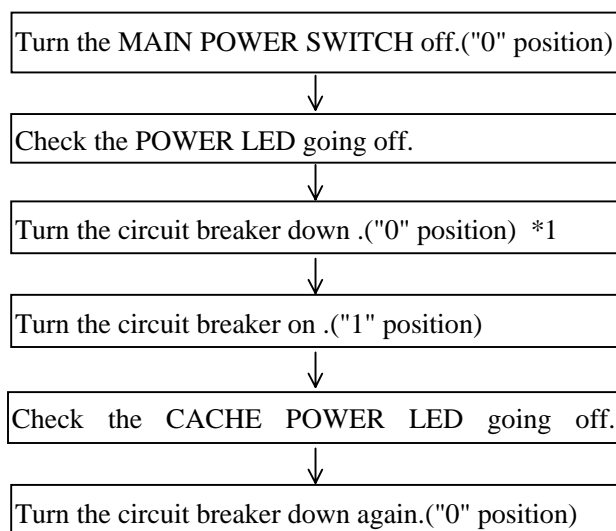 Turn the MAIN POWER SWITCH off.("0" position)
Check the POWER LED going off.
Turn the circuit breaker down .("0" position)  *1
Turn the circuit breaker on .("1" position)
Check the CACHE POWER LED going off.
Turn the circuit breaker down again.("0" position)